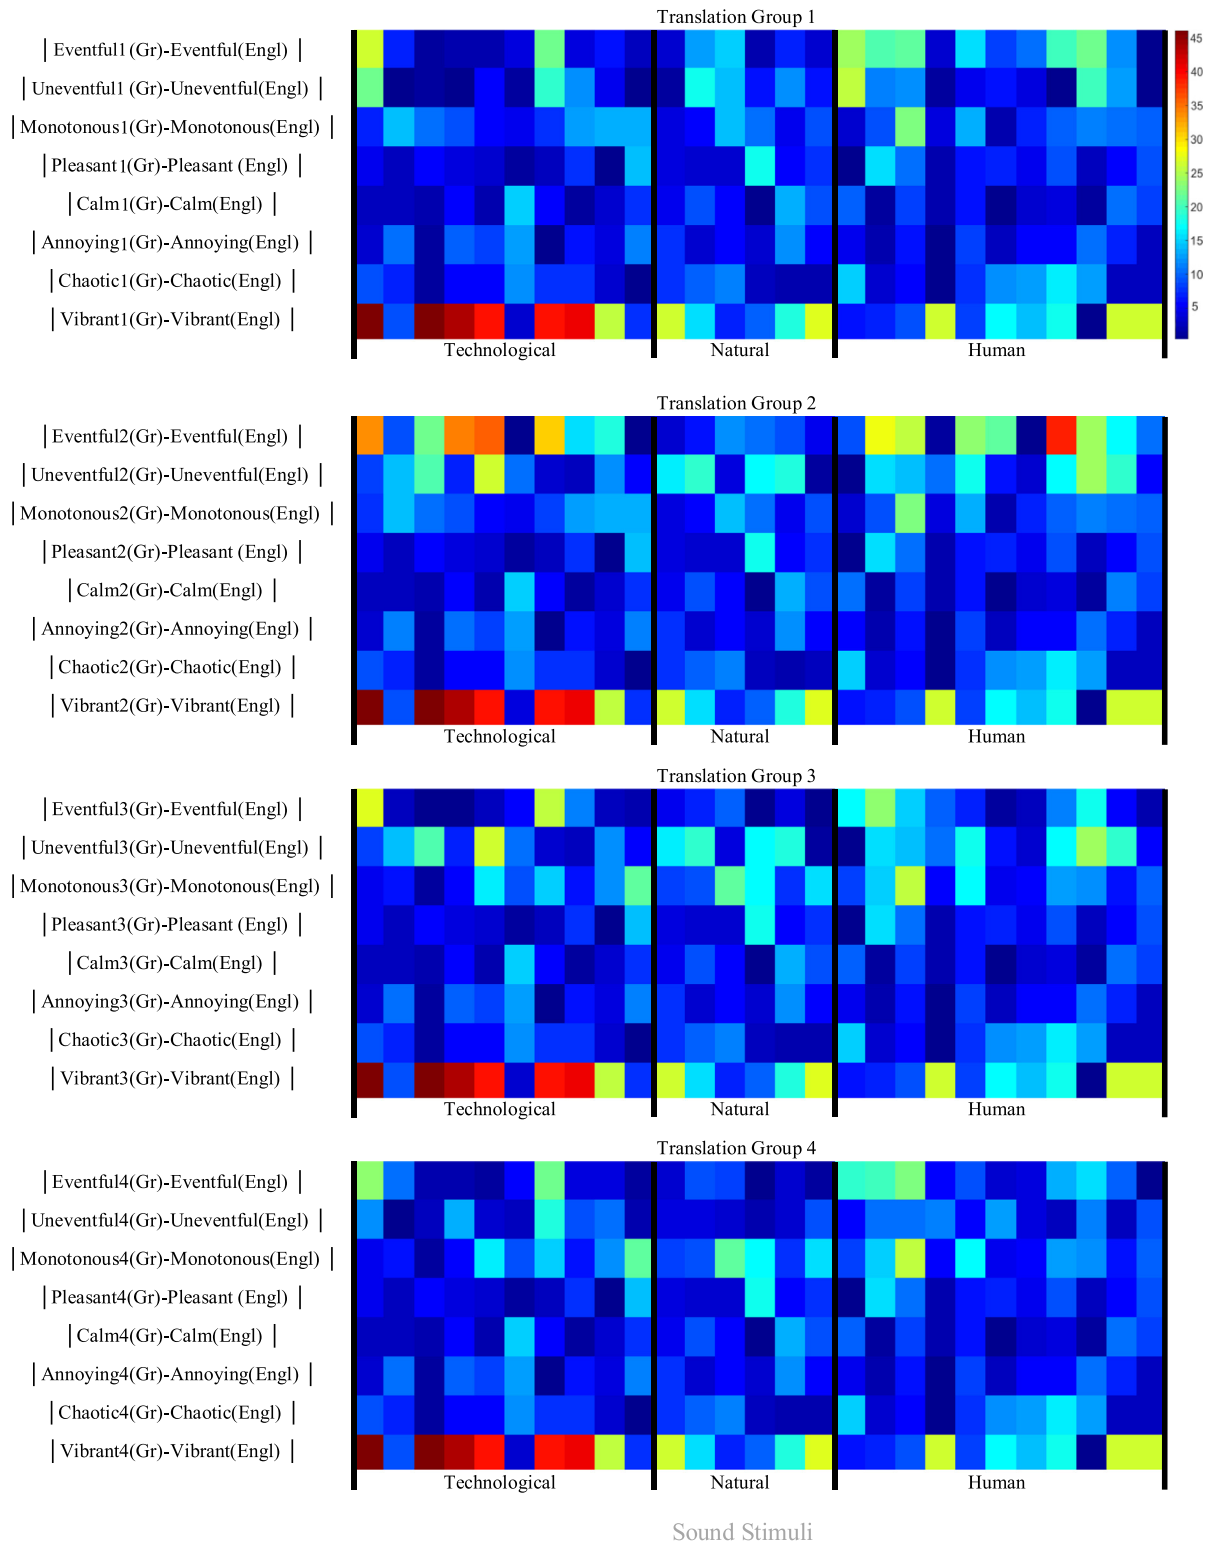 Translation Group 1
| Eventful1(Gr)-Eventful(Engl) |
| Uneventful1 (Gr)-Uneventful(Engl) |
| Monotonous1(Gr)-Monotonous(Engl) |
| Pleasant1(Gr)-Pleasant (Engl) |
| Calm1(Gr)-Calm(Engl) |
| Annoying1(Gr)-Annoying(Engl) |
| Chaotic1(Gr)-Chaotic(Engl) |
| Vibrant1(Gr)-Vibrant(Engl) |
45
40
35
30
25
20
15
10
5
Technological Natural Human
Translation Group 2
| Eventful2(Gr)-Eventful(Engl) |
| Uneventful2(Gr)-Uneventful(Engl) |
| Monotonous2(Gr)-Monotonous(Engl) |
| Pleasant2(Gr)-Pleasant (Engl) |
| Calm2(Gr)-Calm(Engl) |
| Annoying2(Gr)-Annoying(Engl) |
| Chaotic2(Gr)-Chaotic(Engl) |
| Vibrant2(Gr)-Vibrant(Engl) |
Technological Natural Human
Translation Group 3
| Eventful3(Gr)-Eventful(Engl) |
| Uneventful3(Gr)-Uneventful(Engl) |
| Monotonous3(Gr)-Monotonous(Engl) |
| Pleasant3(Gr)-Pleasant (Engl) |
| Calm3(Gr)-Calm(Engl) |
| Annoying3(Gr)-Annoying(Engl) |
| Chaotic3(Gr)-Chaotic(Engl) |
| Vibrant3(Gr)-Vibrant(Engl) |
Technological Natural Human
Translation Group 4
| Eventful4(Gr)-Eventful(Engl) |
| Uneventful4(Gr)-Uneventful(Engl) |
| Monotonous4(Gr)-Monotonous(Engl) |
| Pleasant4(Gr)-Pleasant (Engl) |
| Calm4(Gr)-Calm(Engl) |
| Annoying4(Gr)-Annoying(Engl) |
| Chaotic4(Gr)-Chaotic(Engl) |
| Vibrant4(Gr)-Vibrant(Engl) |
Technological Natural Human
Sound Stimuli